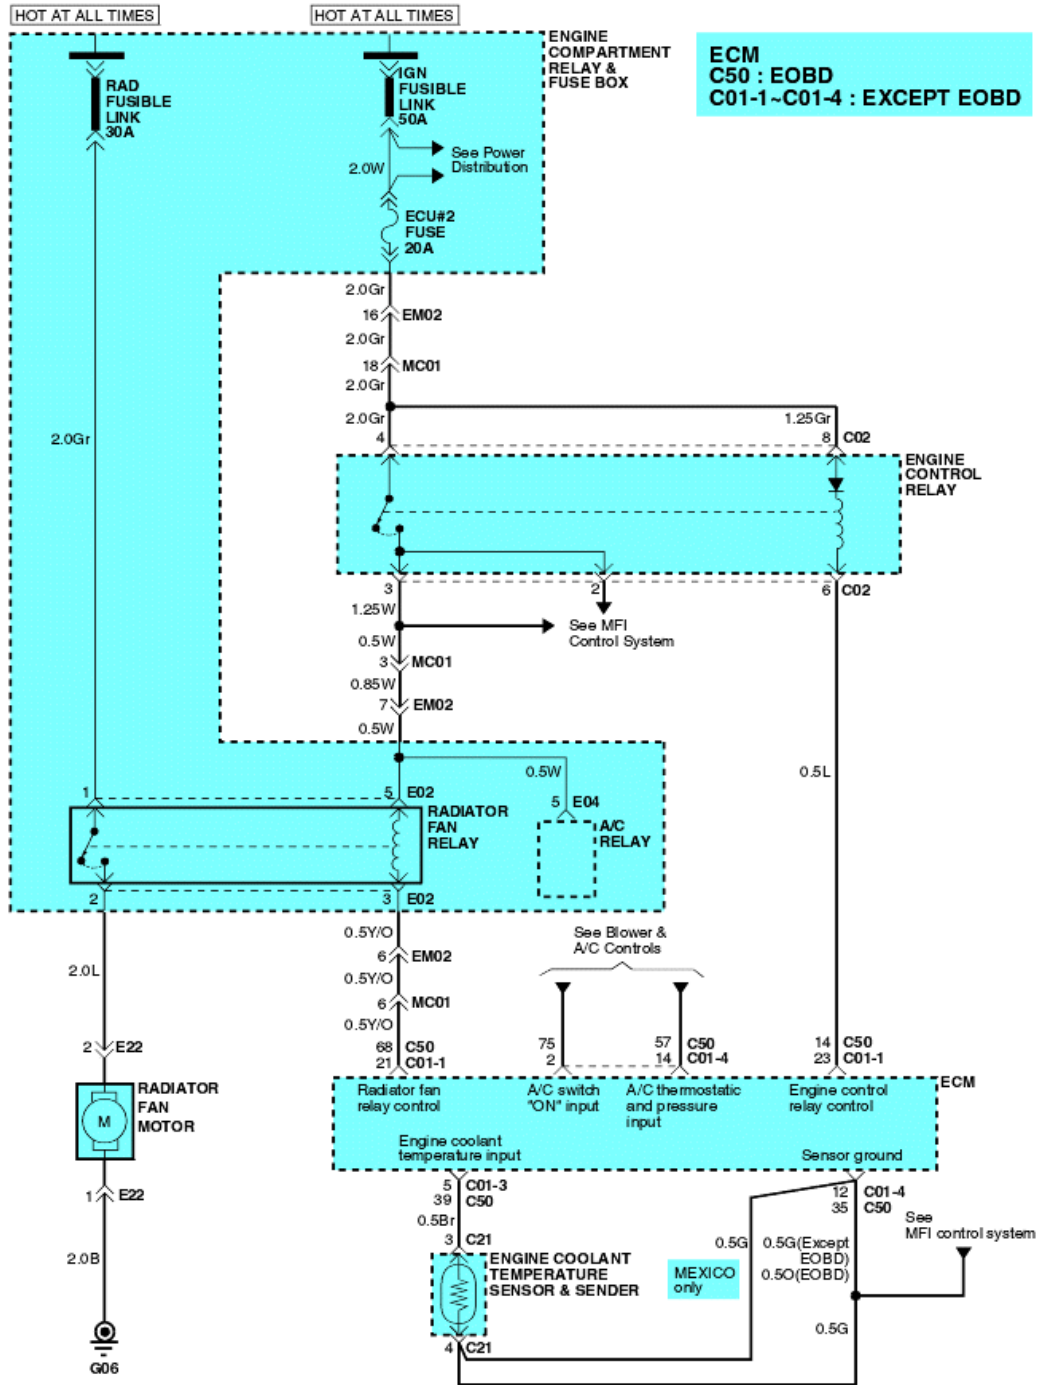 HOT AT ALL TIMES
HOT AT ALL TIMES
ENGINE
COMPARTMENT
RELAY &
FUSE BOX
ECM
C50 : EOBD
C01-1~C01-4 : EXCEPT EOBD
RAD
FUSIBLE
LINK
30A
IGN
FUSIBLE
LINK
50A
See Power
Distribution
2.0W
ECU#2
FUSE
20A
2.0Gr
16 EM02
2.0Gr
18 MC01
2.0Gr
2.0Gr
1.25Gr
2.0Gr
4
8 C02
ENGINE
CONTROL
RELAY
3
2
6 C02
1.25W
See MFI
Control System
0.5W
3 MC01
0.85W
7 EM02
0.5W
0.5W
0.5L
1
5 E02
5 E04
RADIATOR
FAN
RELAY
A/C
RELAY
2
3 E02
0.5Y/O
See Blower &
A/C Controls
6 EM02
2.0L
0.5Y/O
6 MC01
0.5Y/O
2 E22
68 C50
21 C01-1
75
2
57 C50
14 C01-4
14 C50
23 C01-1
ECM
RADIATOR
FAN
MOTOR
M
Radiator fan
relay control
A/C switch
"ON" input
A/C thermostatic
and pressure
input
Engine control
relay control
Engine coolant
temperature input
Sensor ground
1 E22
5 C01-3
39 C50
12 C01-4
35 C50
0.5Br
See
MFI control system
3 C21
0.5G
0.5G(Except
EOBD)
0.5O(EOBD)
2.0B
ENGINE COOLANT
TEMPERATURE
SENSOR & SENDER
MEXICO
only
0.5G
4 C21
G06